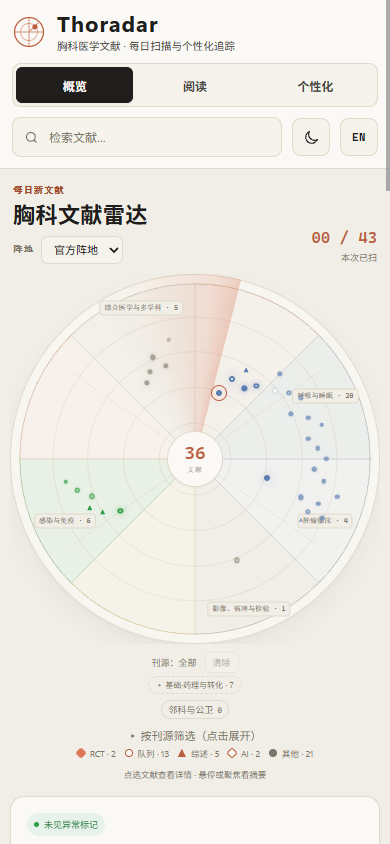 Thoradar
胸科医学文献 · 每日扫描与个性化追踪
概览
阅读
个性化
检索文献...
EN
每日新文献
胸科文献雷达
阵地
官方阵地
00 / 43
本次已扫
综合医学与多学科 · 5
呼吸与睡眠 · 20
36
文献
感染与免疫 · 6
肿瘤临床 · 4
影像、病理与检验 · 1
刊源：全部
清除
▸ 基础·药理与转化 · 7
邻科与公卫 0
▸ 按刊源筛选（点击展开）
RCT · 2 队列 · 13 综述 · 5 AI · 2 其他 · 21
点选文献查看详情 · 悬停或聚焦看摘要
未见异常标记